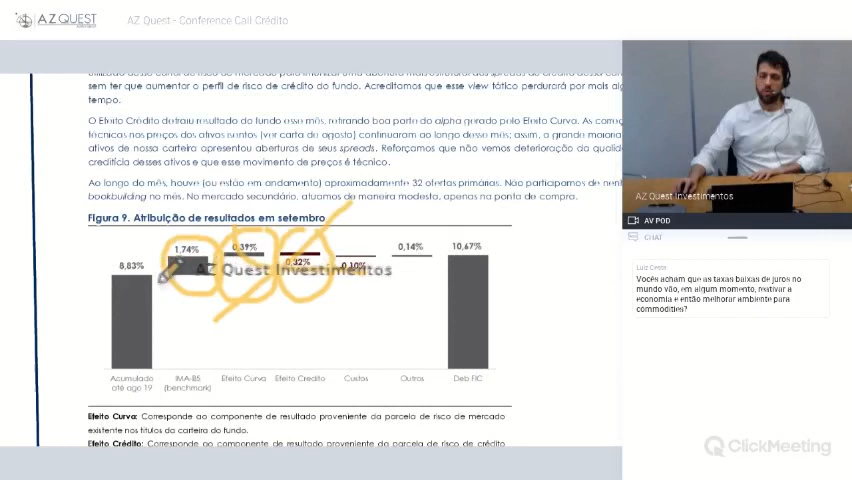 AZ QUEST
AZ Quest - Conference Call Crédito
sem ter que aumentar o perfil de risco de crédito do fundo. Acreditamos que esse view tático perdurará por mais
tempo.
O Efeito Crédito detraiu resultado do fundo esse mês, retirando boa parte do alpha gerado pelo Efeito Curva. As
técnicas nos preços dos ativos isentos (ver carta de agosto) continuaram ao longo desse mês; assim, a grande maioria
ativos de nossa carteira apresentou aberturas de seus spreads. Reforçamos que não vemos deterioração da
creditícia desses ativos e que esse movimento de preços é técnico.
Ao longo do mês, houve (ou estão em andamento) aproximadamente 32 ofertas primárias. Não participamos de
bookbuilding no mês. No mercado secundário, atuamos de maneira modesta, apenas na ponta de compra.
Figura 9. Atribuição de resultados em setembro
8,83%
1,74%
0,39%
0,32%
0,10%
0,14%
10,67%
AZ Quest Investimentos
Acumulado
até ago 19
IMA-B5
(benchmark)
Efeito Curva
Efeito Credito
Custos
Outros
Deb FIC
Efeito Curva: Corresponde ao componente de resultado proveniente da parcela de risco de mercado
existente nos títulos da carteira do fundo.
Efeito Crédito: Corresponde ao componente de resultado proveniente da parcela de risco de crédito
AZ Quest Investimentos
AV POD
CHAT
Luiz
Vocês acham que as taxas baixas de juros no
mundo vão, em algum momento, reativar a
economia e então melhorar ambiente para
commodities?
ClickMeeting